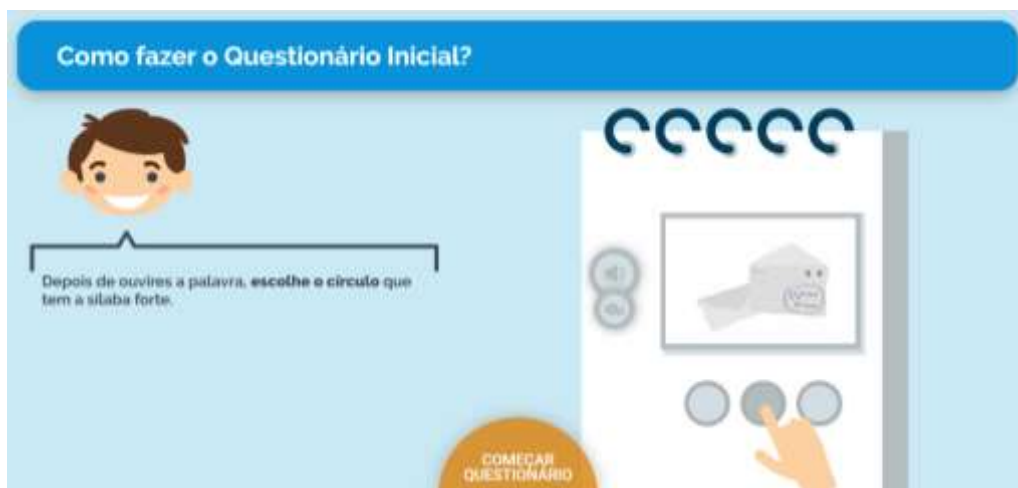 Como fazer o Questionário Inicial?
Depois de ouvires a palavra, escolhe o círculo que
tem a sílaba forte.
COMEÇAR
QUESTIONÁRIO